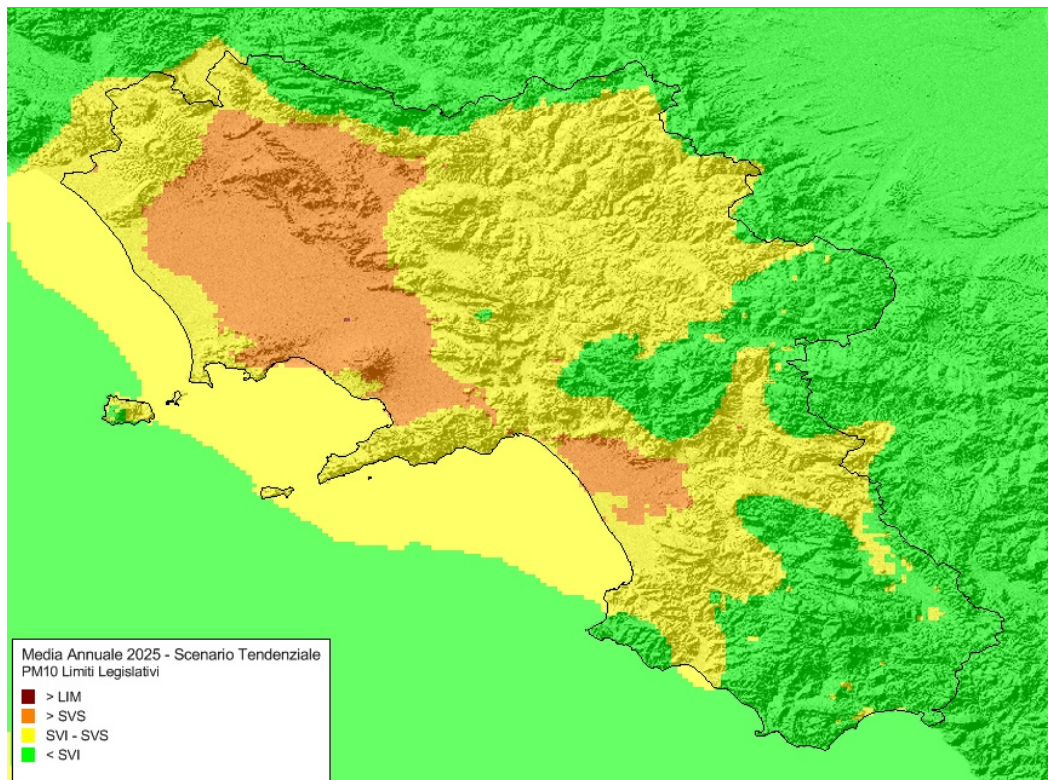 Media Annuale 2025 - Scenario Tendenziale
PM10 Limiti Legislativi
> LIM
> SVS
SVI - SVS
< SVI